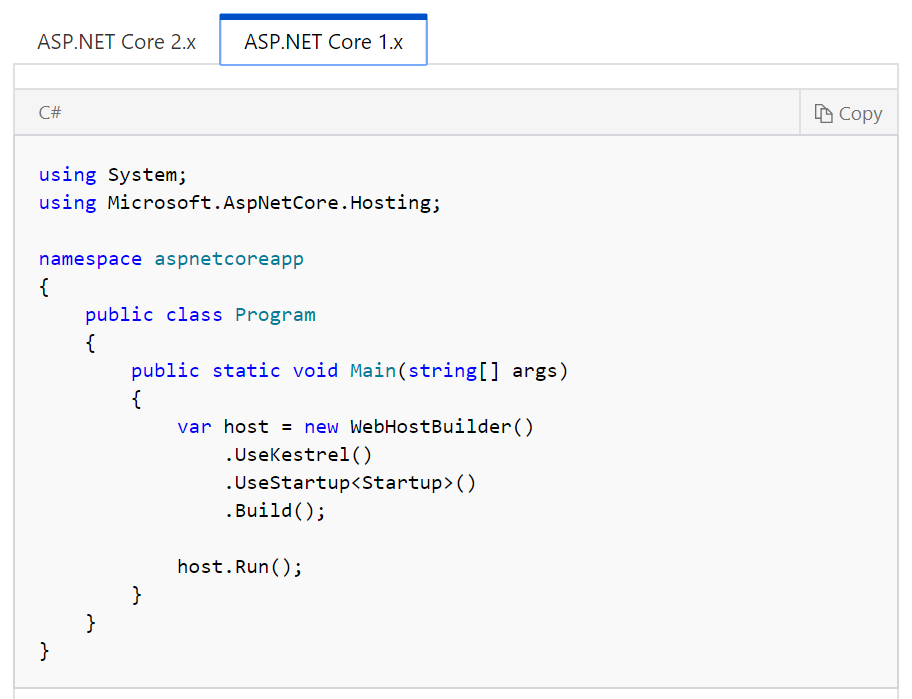 ASP.NET Core 2.x ASP.NET Core 1.x
C# Copy
using System;
using Microsoft.AspNetCore.Hosting;
namespace aspnetcoreapp
{
    public class Program
    {
        public static void Main(string[] args)
        {
            var host = new WebHostBuilder()
                .UseKestrel()
                .UseStartup<Startup>()
                .Build();
            host.Run();
        }
    }
}